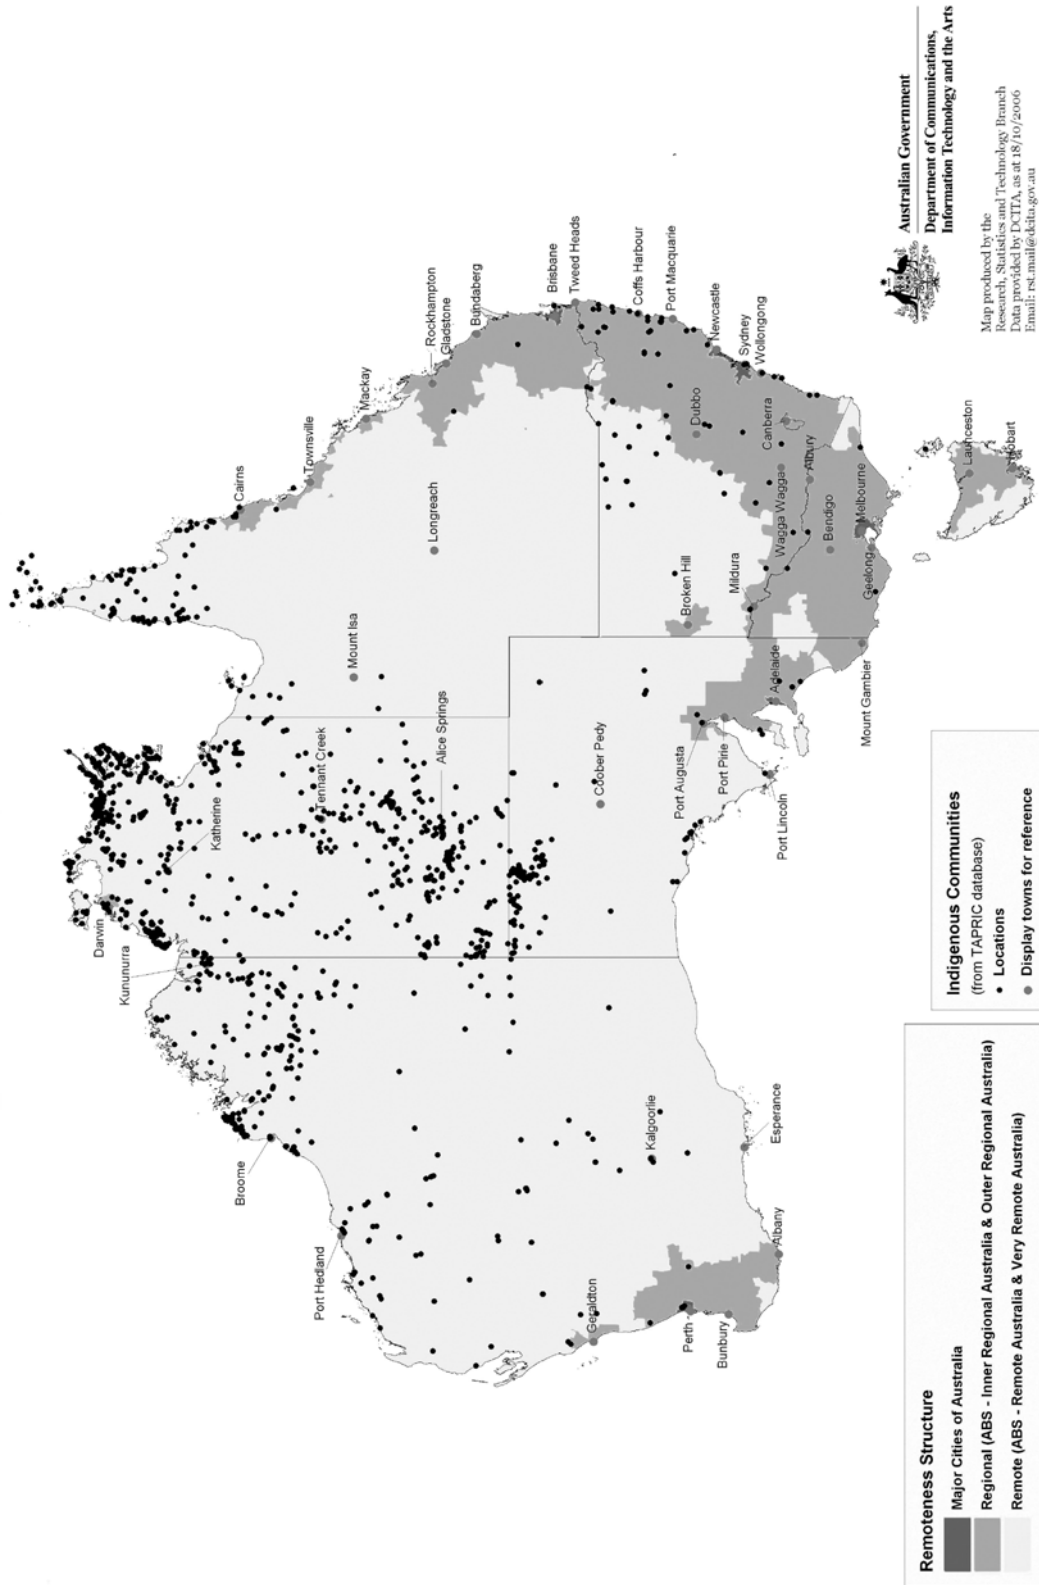 Darwin
Kununurra
Katherine
Broome
Port Hedland
Tennant Creek
Alice Springs
Mount Isa
Cairns
Townsville
Mackay
Longreach
Rockhampton
Gladstone
Bundaberg
Brisbane
Tweed Heads
Coffs Harbour
Port Macquarie
Newcastle
Sydney
Wollongong
Dubbo
Canberra
Wagga Wagga
Albury
Broken Hill
Mildura
Bendigo
Melbourne
Geelong
Mount Gambier
Adelaide
Port Augusta
Port Pirie
Port Lincoln
Coober Pedy
Kalgoorlie
Esperance
Albany
Geraldton
Perth
Bunbury
Launceston
Hobart
Remoteness Structure
Major Cities of Australia
Regional (ABS - Inner Regional Australia & Outer Regional Australia)
Remote (ABS - Remote Australia & Very Remote Australia)
Indigenous Communities
(from TAPRIC database)
Locations
Display towns for reference
Australian Government
Department of Communications,
Information Technology and the Arts
Map produced by the
Research, Statistics and Technology Branch
Data provided by DCITA, as at 18/10/2006
Email: rst.mail@dcita.gov.au